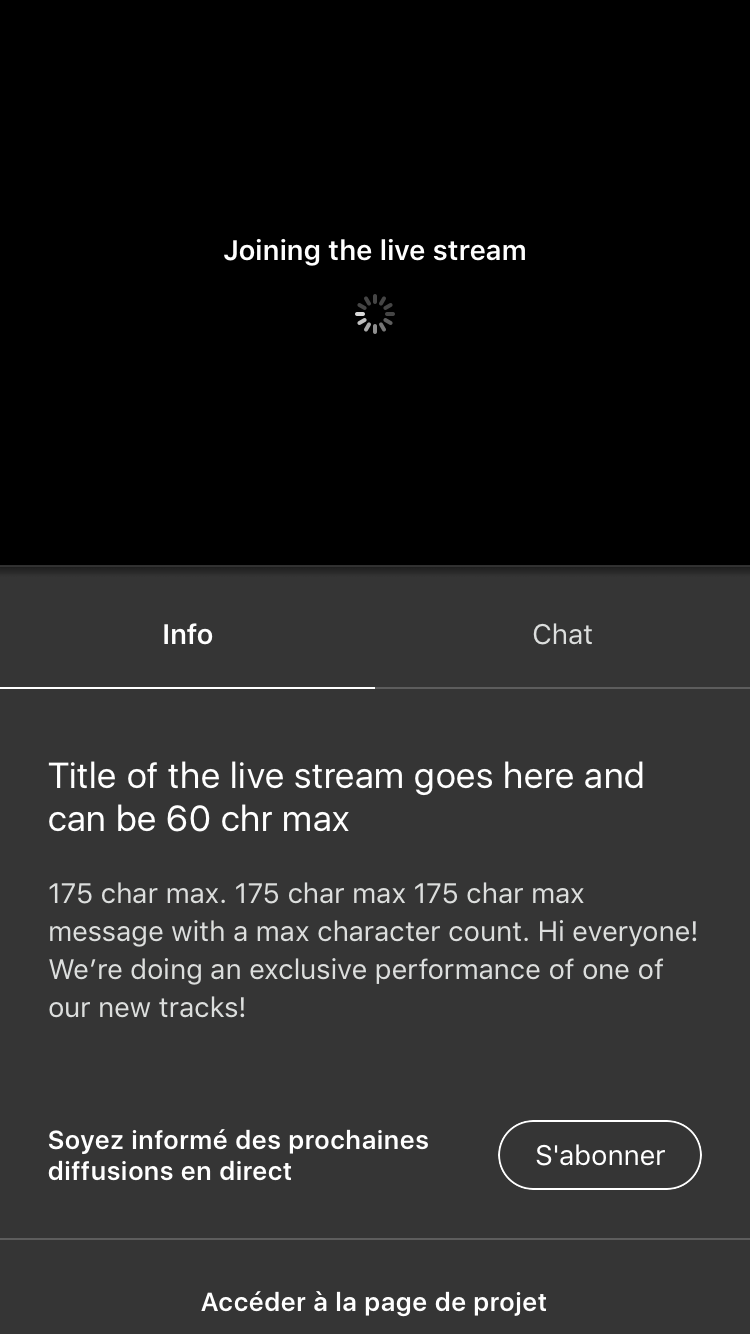 Joining the live stream
Info
Chat
Title of the live stream goes here and
can be 60 chr max
175 char max. 175 char max 175 char max
message with a max character count. Hi everyone!
We’re doing an exclusive performance of one of
our new tracks!
Soyez informé des prochaines
diffusions en direct
S'abonner
Accéder à la page de projet